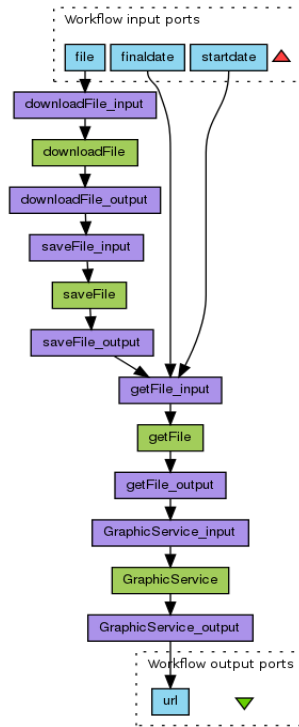 Workflow input ports
file
finaldate
startdate
downloadFile_input
downloadFile
downloadFile_output
saveFile_input
saveFile
saveFile_output
getFile_input
getFile
getFile_output
GraphicService_input
GraphicService
GraphicService_output
Workflow output ports
url